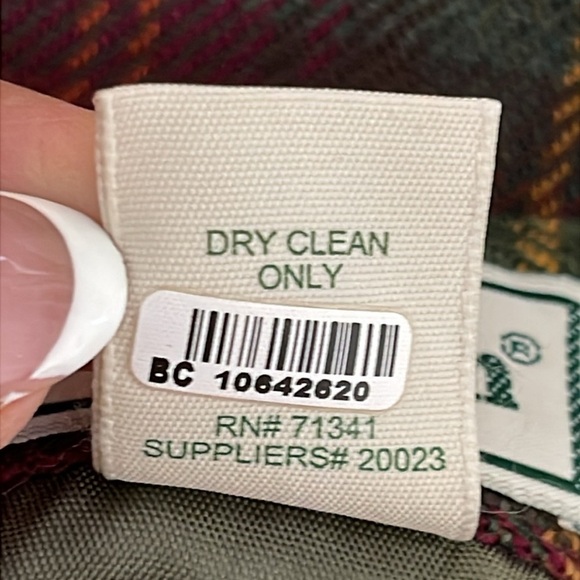 DRY CLEAN
ONLY
BC 10642620
RN# 71341
SUPPLIERS# 20023
®